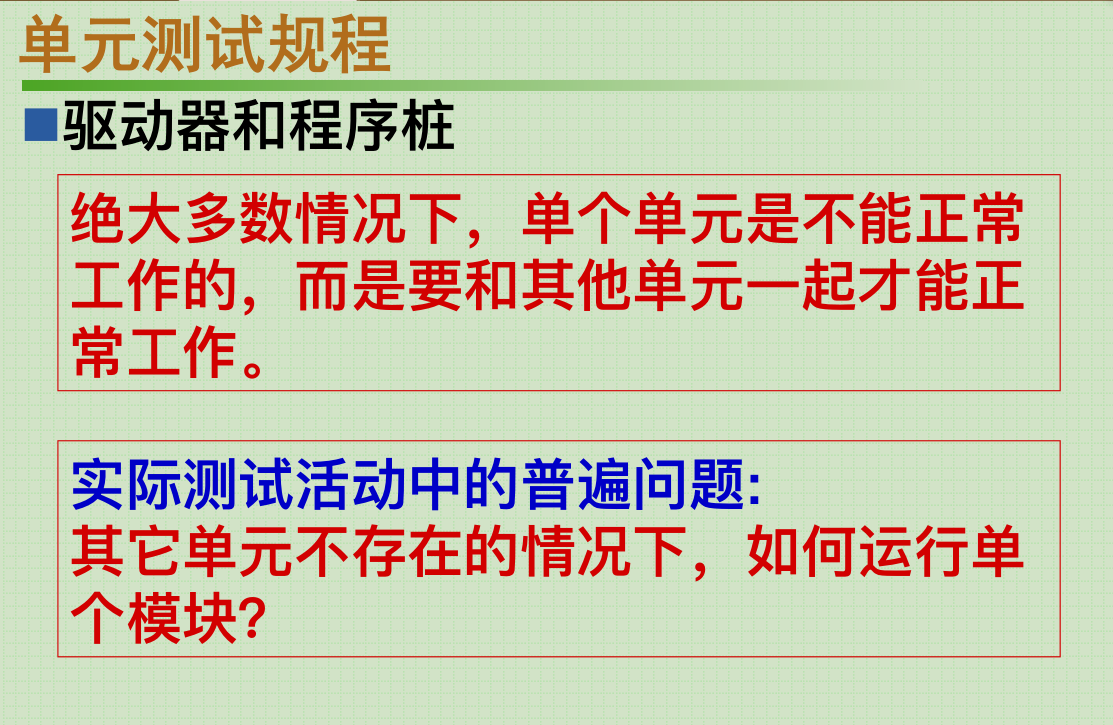 单元测试规程
驱动器和程序桩
绝大多数情况下，单个单元是不能正常
工作的，而是要和其他单元一起才能正
常工作。
实际测试活动中的普遍问题:
其它单元不存在的情况下，如何运行单
个模块?